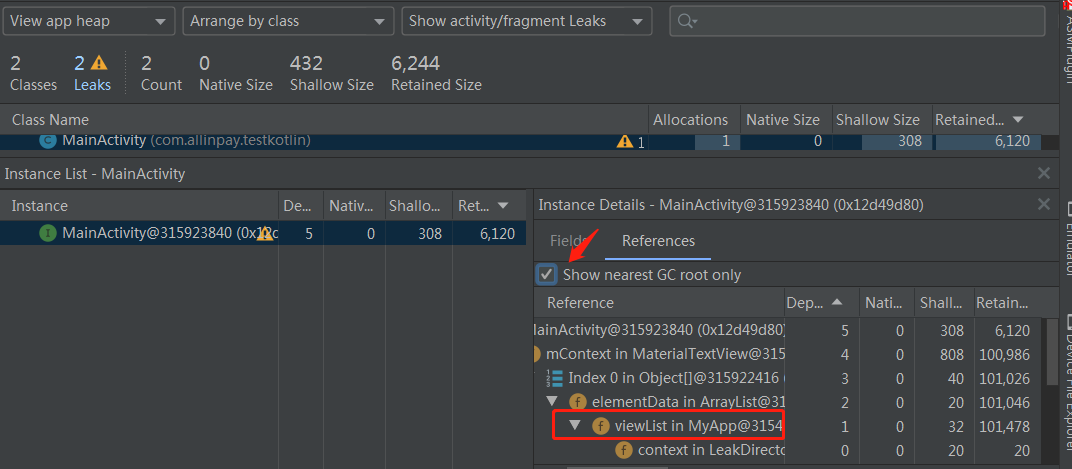 View app heap
Arrange by class
Show activity/fragment Leaks
2 2 2 0 432 6,244
Classes Leaks Count Native Size Shallow Size Retained Size
Class Name Allocations Native Size Shallow Size Retained...
MainActivity (com.allinpay.testkotlin) 1 1 0 308 6,120
Instance List - MainActivity
Instance De... Nativ... Shallo... Ret...
MainActivity@315923840 (0x12c 5 0 308 6,120
Instance Details - MainActivity@315923840 (0x12d49d80)
Fields References
Show nearest GC root only
Reference Dep... Nati... Shall... Retain...
MainActivity@315923840 (0x12d49d80) 5 0 308 6,120
mContext in MaterialTextView@315 4 0 808 100,986
Index 0 in Object[]@315922416 ( 3 0 40 101,026
elementData in ArrayList@31 2 0 20 101,046
viewList in MyApp@3154 1 0 32 101,478
context in LeakDirecto 0 0 20 20
ASMPlugin
Emulator
Device File Explorer